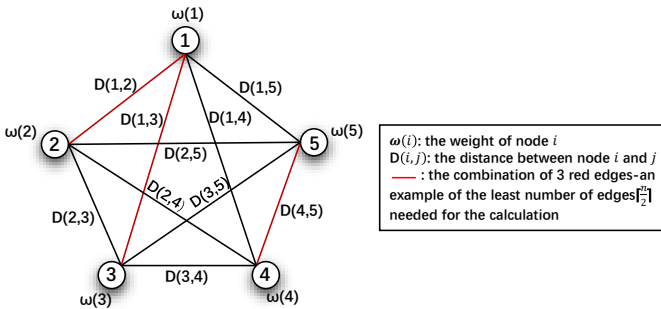 ω(1)
1
D(1,2)
D(1,5)
D(1,3)
D(1,4)
ω(2)
2
ω(5)
5
D(2,5)
D(2,4)
D(3,5)
D(2,3)
D(4,5)
3
4
D(3,4)
ω(3)
ω(4)
ω(i): the weight of node i
D(i,j): the distance between node i and j
: the combination of 3 red edges-an
example of the least number of edges⌈n/2⌉
needed for the calculation